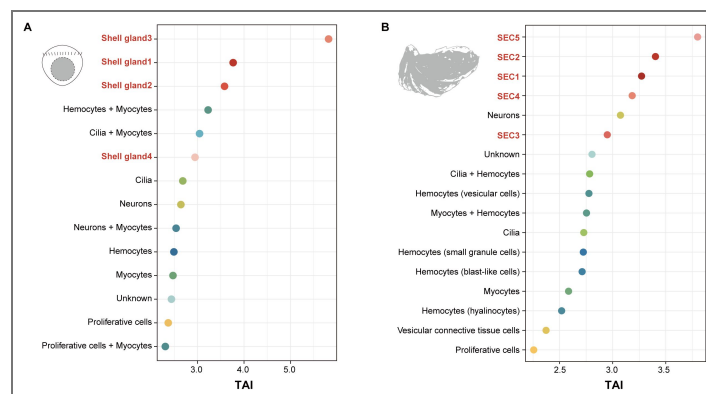 A
Shell gland3
Shell gland1
Shell gland2
Hemocytes + Myocytes
Cilia + Myocytes
Shell gland4
Cilia
Neurons
Neurons + Myocytes
Hemocytes
Myocytes
Unknown
Proliferative cells
Proliferative cells + Myocytes
3.0 4.0 5.0
TAI
B
SEC5
SEC2
SEC1
SEC4
Neurons
SEC3
Unknown
Cilia + Hemocytes
Hemocytes (vesicular cells)
Myocytes + Hemocytes
Cilia
Hemocytes (small granule cells)
Hemocytes (blast-like cells)
Myocytes
Hemocytes (hyalinocytes)
Vesicular connective tissue cells
Proliferative cells
2.5 3.0 3.5
TAI